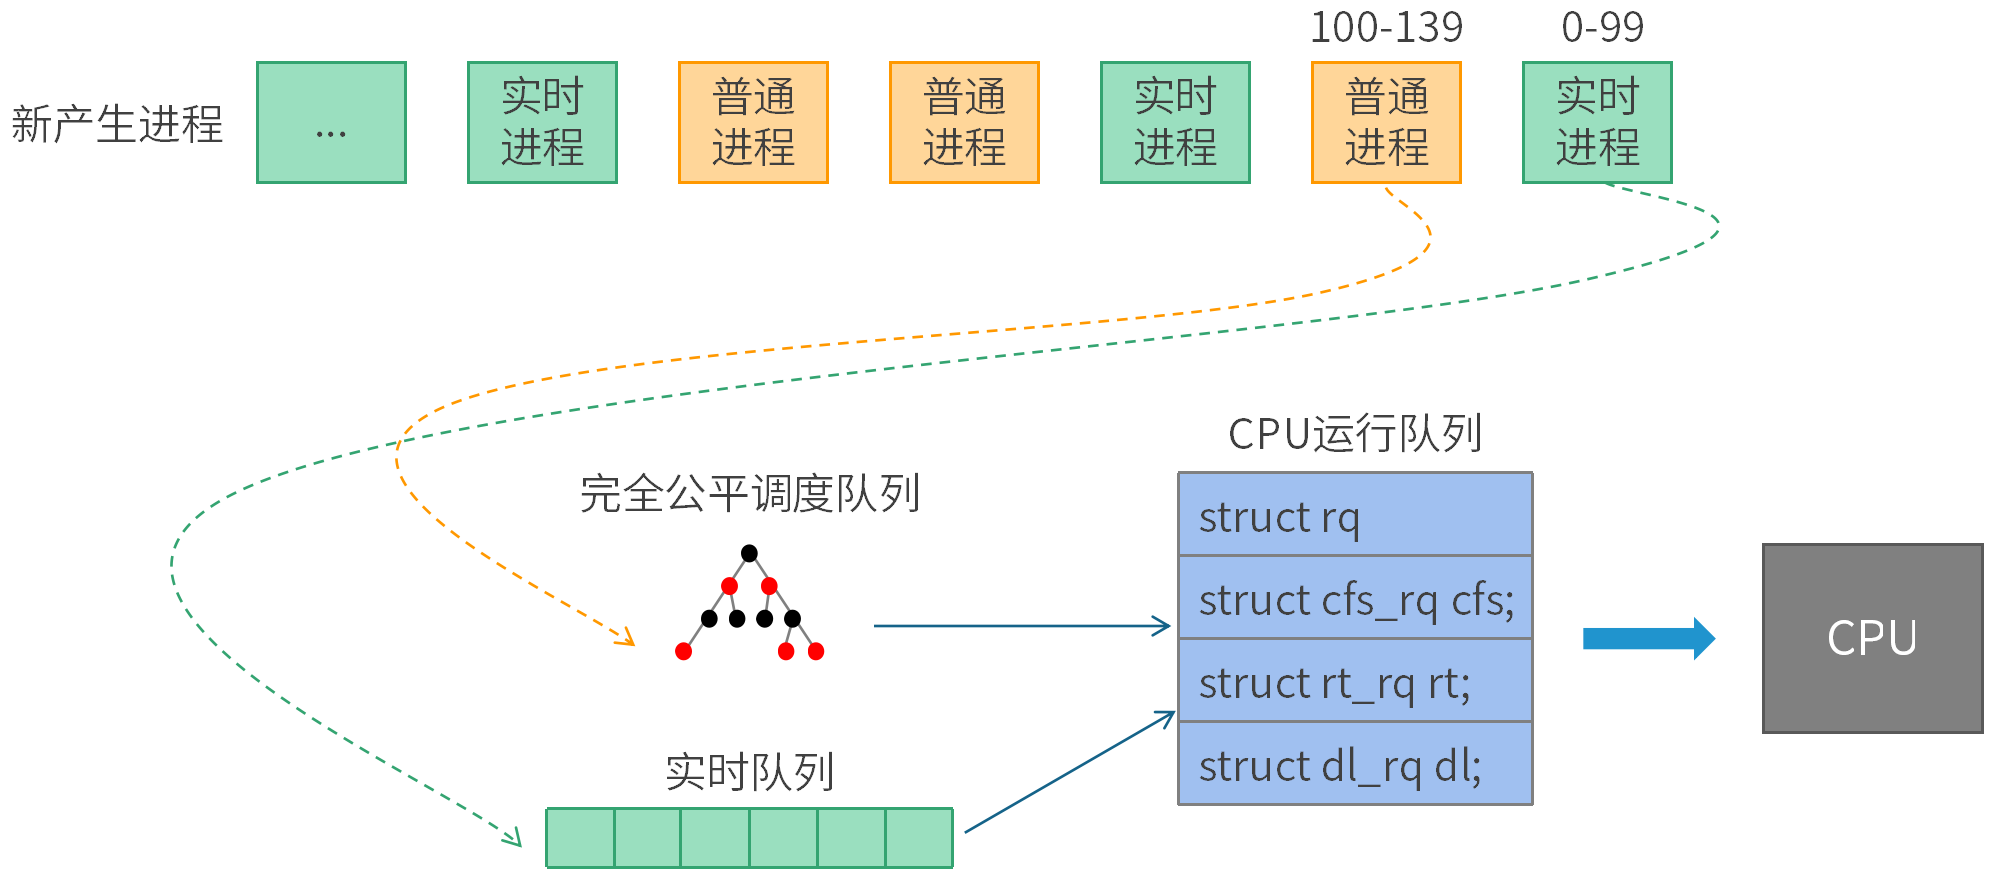 100-139
0-99
新产生进程
...
实时
进程
普通
进程
普通
进程
实时
进程
普通
进程
实时
进程
CPU运行队列
完全公平调度队列
struct rq
struct cfs_rq cfs;
struct rt_rq rt;
struct dl_rq dl;
CPU
实时队列